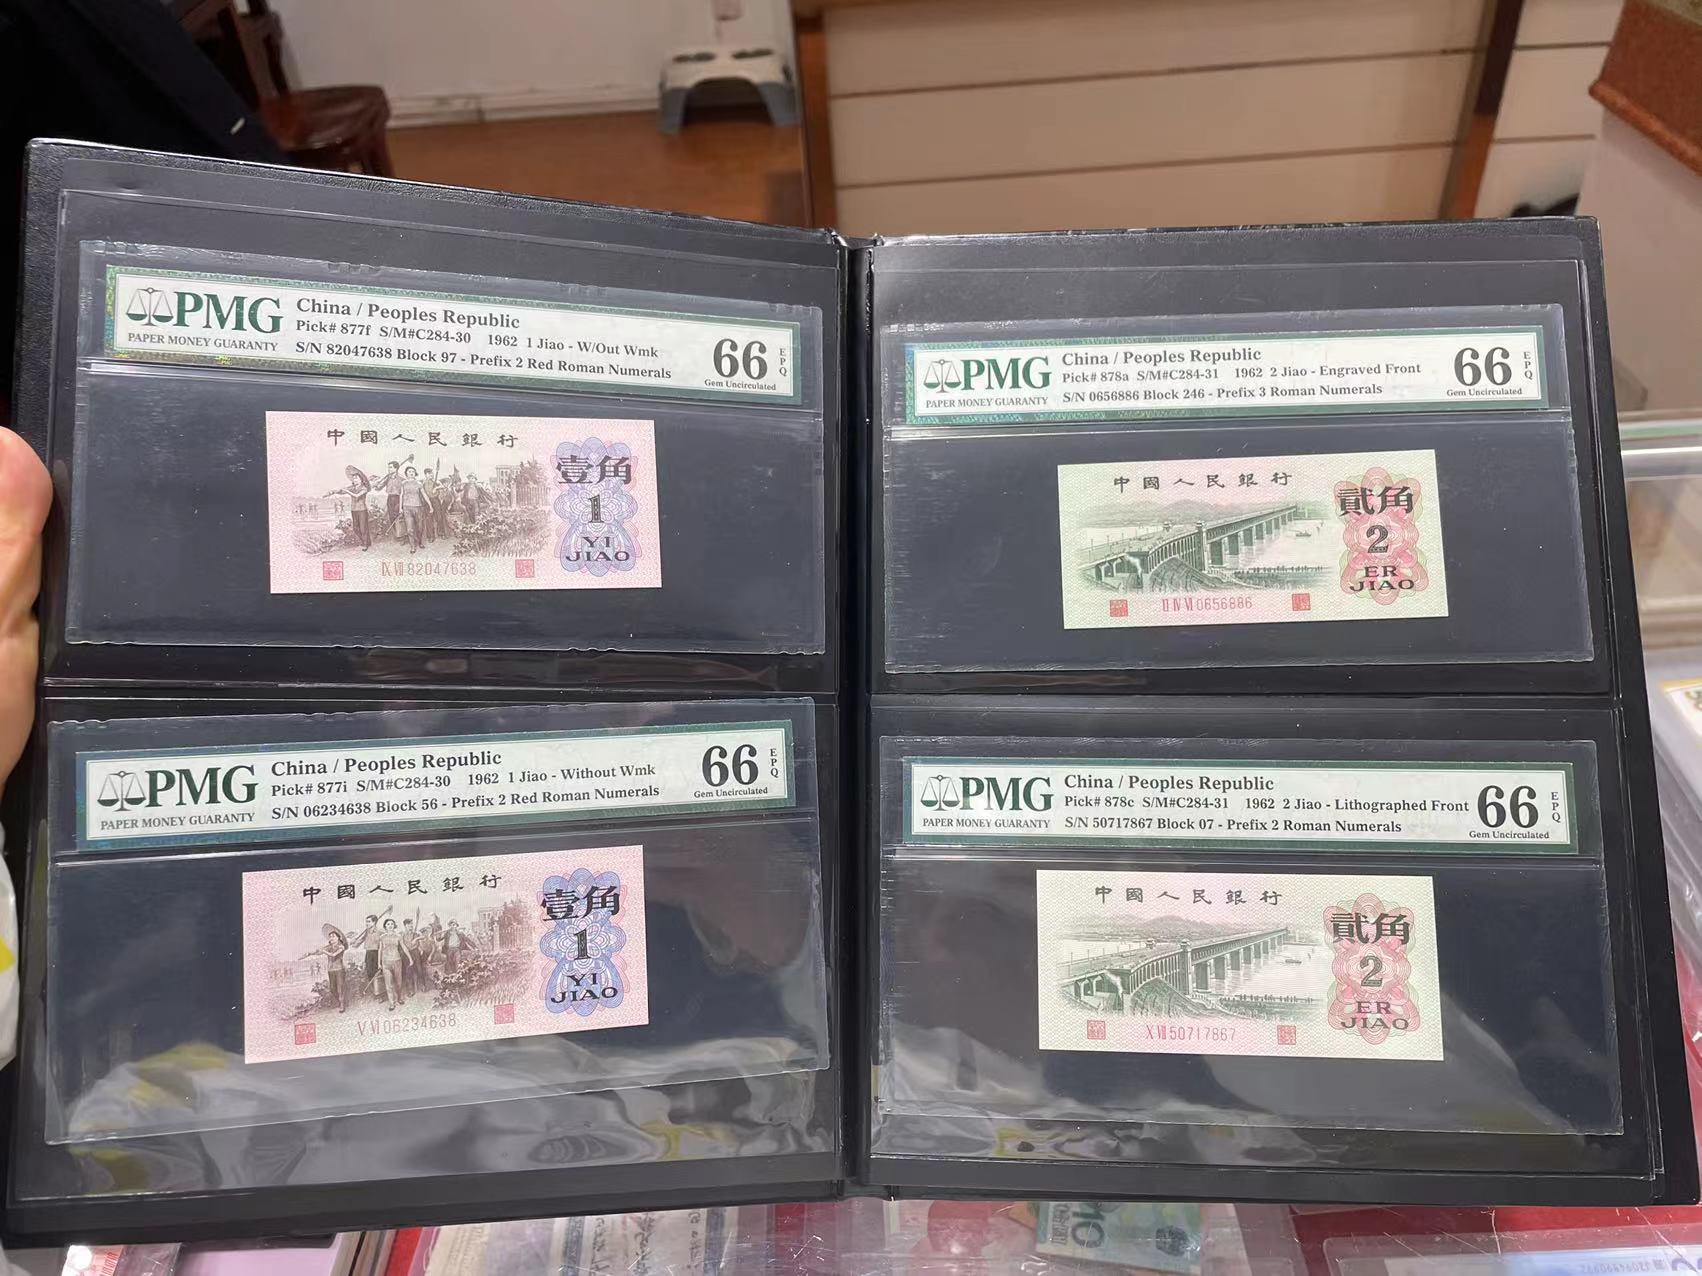 PMG
PAPER MONEY GUARANTY
China / Peoples Republic
Pick# 877f S/M#C284-30 1962 1 Jiao - W/Out Wmk
S/N 82047638 Block 97 - Prefix 2 Red Roman Numerals
66
EPQ
Gem Uncirculated
中國人民銀行
壹角
1
YI
JIAO
IX VII 82047638
PMG
PAPER MONEY GUARANTY
China / Peoples Republic
Pick# 878a S/M#C284-31 1962 2 Jiao - Engraved Front
S/N 0656886 Block 246 - Prefix 3 Roman Numerals
66
EPQ
Gem Uncirculated
中國人民銀行
貳角
2
ER
JIAO
II IV VI 0656886
PMG
PAPER MONEY GUARANTY
China / Peoples Republic
Pick# 877i S/M#C284-30 1962 1 Jiao - Without Wmk
S/N 06234638 Block 56 - Prefix 2 Red Roman Numerals
66
EPQ
Gem Uncirculated
中國人民銀行
壹角
1
YI
JIAO
V VI 06234638
PMG
PAPER MONEY GUARANTY
China / Peoples Republic
Pick# 878c S/M#C284-31 1962 2 Jiao - Lithographed Front
S/N 50717867 Block 07 - Prefix 2 Roman Numerals
66
EPQ
Gem Uncirculated
中國人民銀行
貳角
2
ER
JIAO
X VII 50717867